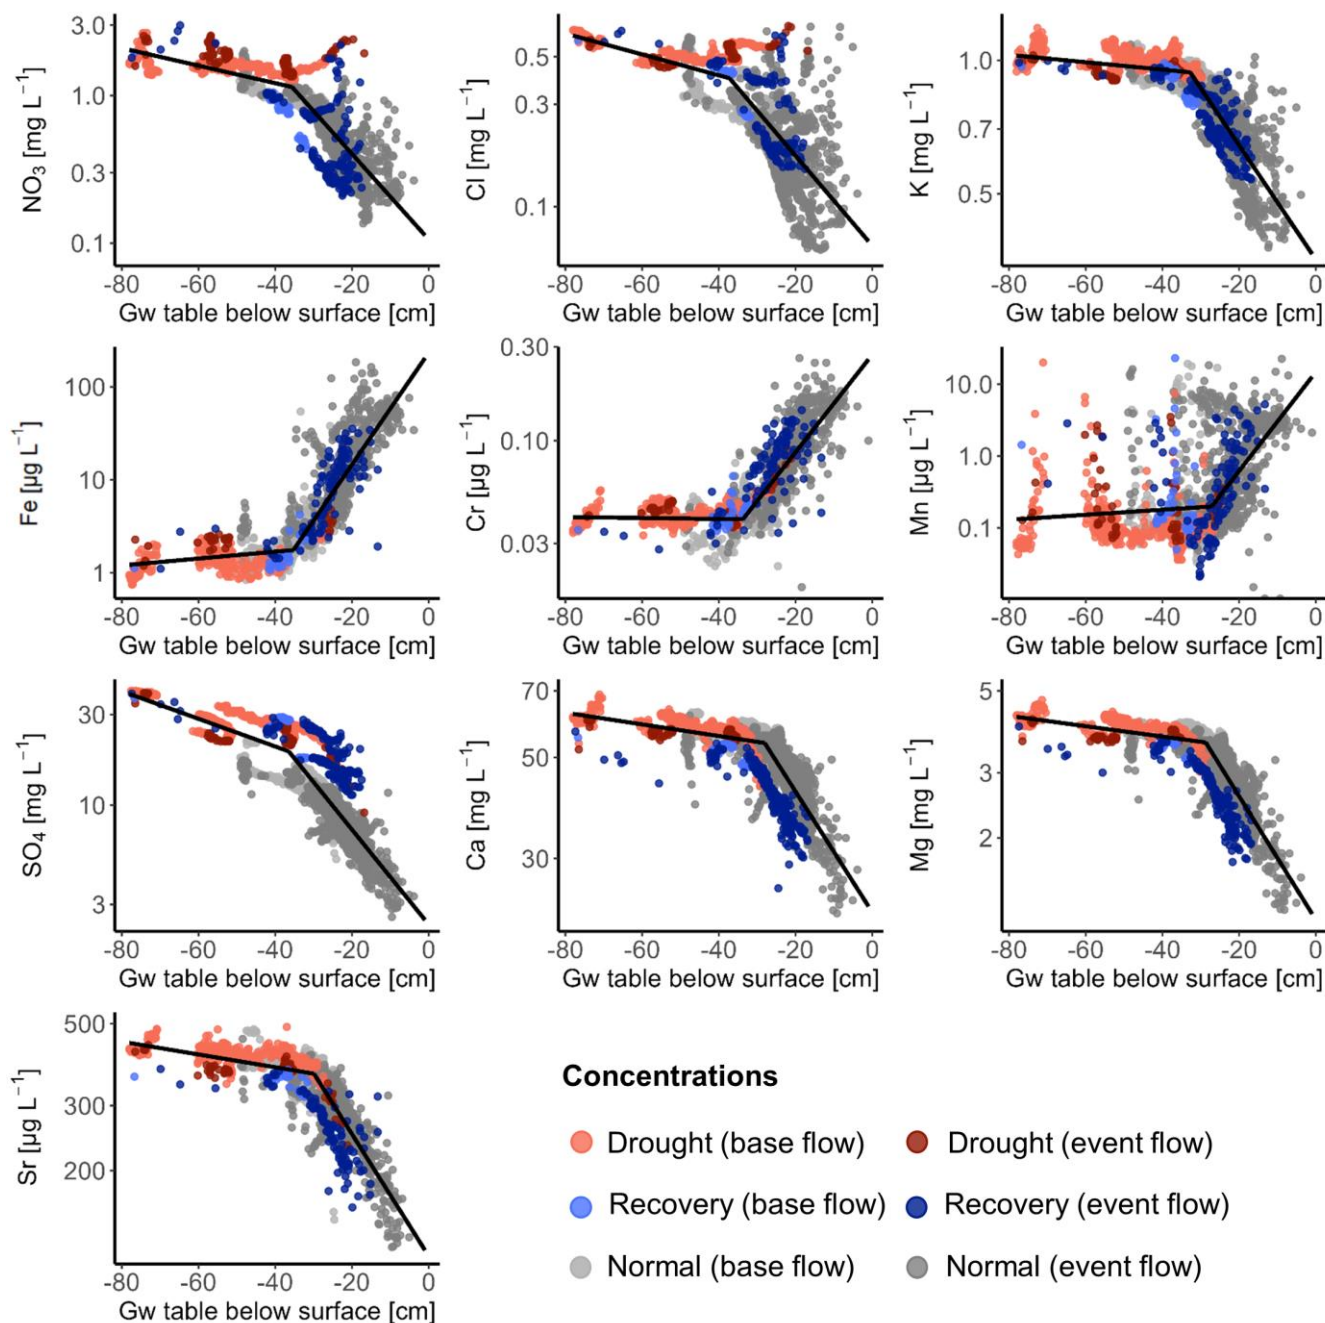 NO₃ [mg L⁻¹]
3.0
1.0
0.3
0.1
-80 -60 -40 -20 0
Gw table below surface [cm]
Cl [mg L⁻¹]
0.5
0.3
0.1
-80 -60 -40 -20 0
Gw table below surface [cm]
K [mg L⁻¹]
1.0
0.7
0.5
-80 -60 -40 -20 0
Gw table below surface [cm]
Fe [µg L⁻¹]
100
10
1
-80 -60 -40 -20 0
Gw table below surface [cm]
Cr [µg L⁻¹]
0.30
0.10
0.03
-80 -60 -40 -20 0
Gw table below surface [cm]
Mn [µg L⁻¹]
10.0
1.0
0.1
-80 -60 -40 -20 0
Gw table below surface [cm]
SO₄ [mg L⁻¹]
30
10
3
-80 -60 -40 -20 0
Gw table below surface [cm]
Ca [mg L⁻¹]
70
50
30
-80 -60 -40 -20 0
Gw table below surface [cm]
Mg [mg L⁻¹]
5
3
2
-80 -60 -40 -20 0
Gw table below surface [cm]
Sr [µg L⁻¹]
500
300
200
-80 -60 -40 -20 0
Gw table below surface [cm]
Concentrations
Drought (base flow) Drought (event flow)
Recovery (base flow) Recovery (event flow)
Normal (base flow) Normal (event flow)